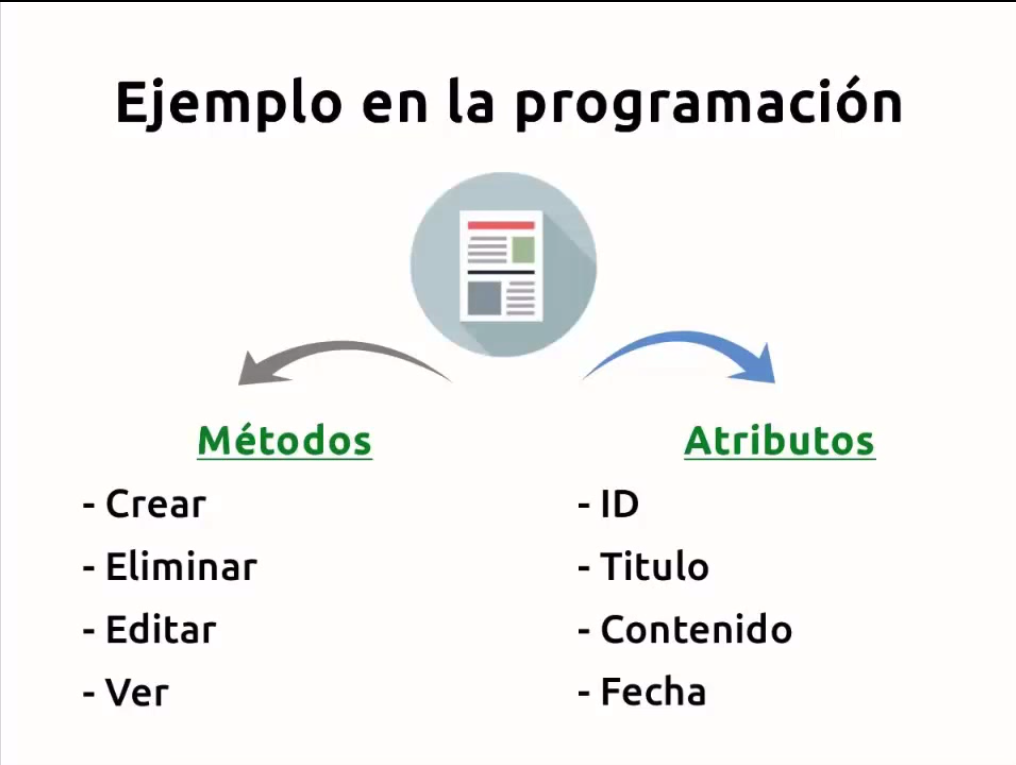 Ejemplo en la programación
Métodos
- Crear
- Eliminar
- Editar
- Ver
Atributos
- ID
- Titulo
- Contenido
- Fecha